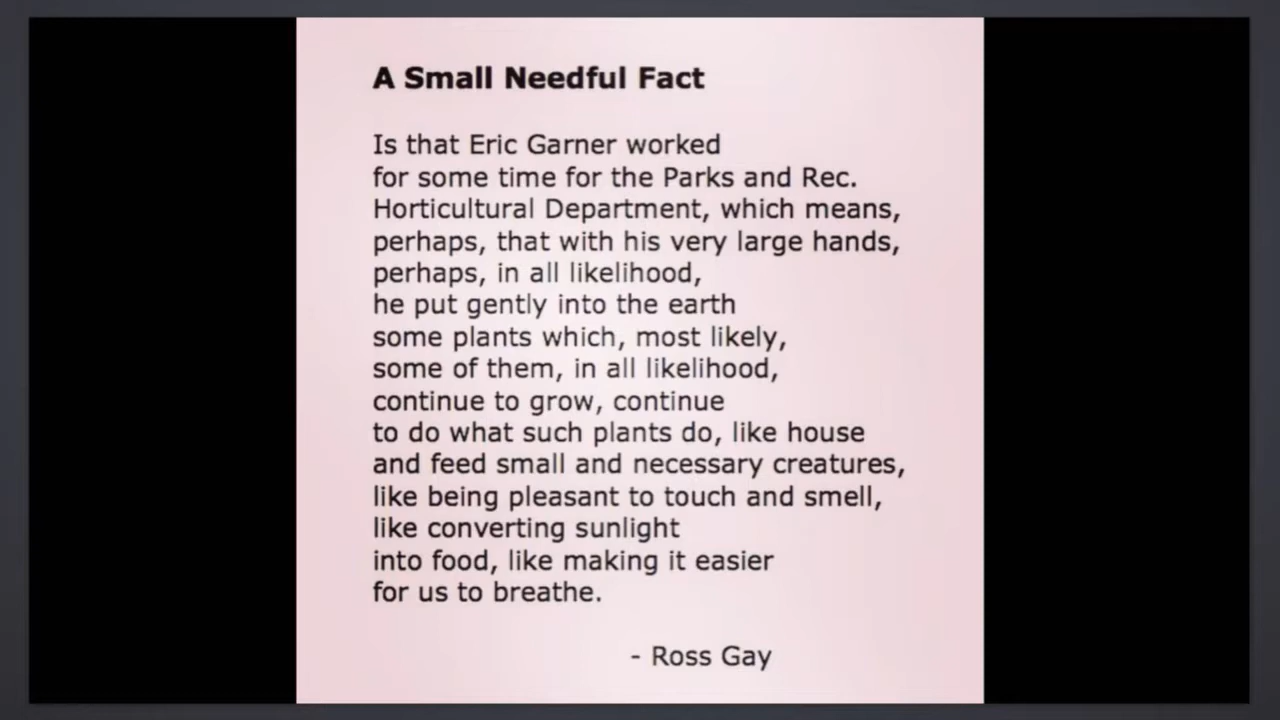 A Small Needful Fact
Is that Eric Garner worked
for some time for the Parks and Rec.
Horticultural Department, which means,
perhaps, that with his very large hands,
perhaps, in all likelihood,
he put gently into the earth
some plants which, most likely,
some of them, in all likelihood,
continue to grow, continue
to do what such plants do, like house
and feed small and necessary creatures,
like being pleasant to touch and smell,
like converting sunlight
into food, like making it easier
for us to breathe.
- Ross Gay